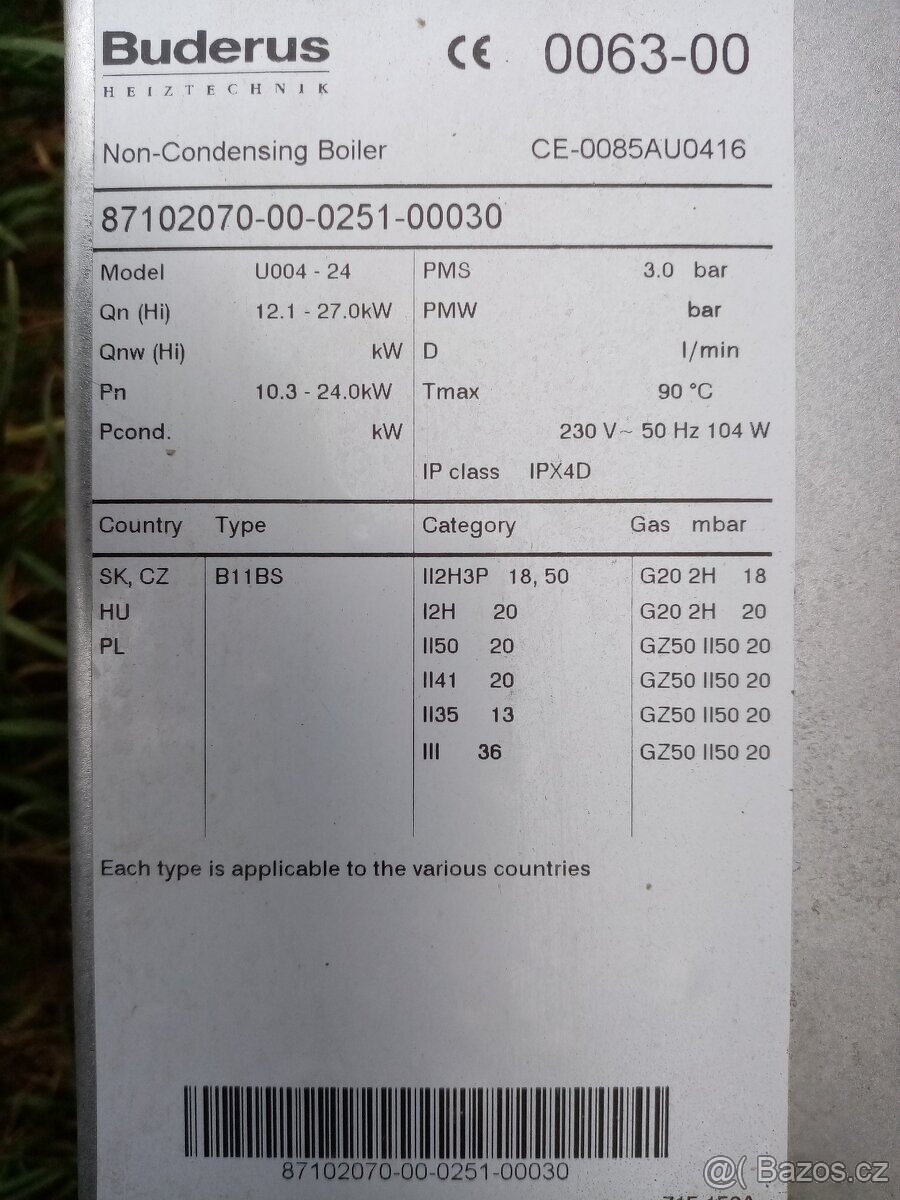 Buderus CE 0063-00
HEIZTECHNIK
Non-Condensing Boiler CE-0085AU0416
87102070-00-0251-00030
Model U004 - 24 PMS 3.0 bar
Qn (Hi) 12.1 - 27.0kW PMW bar
Qnw (Hi) kW D l/min
Pn 10.3 - 24.0kW Tmax 90 °C
Pcond. kW 230 V~ 50 Hz 104 W
IP class IPX4D
Country Type Category Gas mbar
SK, CZ B11BS II2H3P 18, 50 G20 2H 18
HU I2H 20 G20 2H 20
PL II50 20 GZ50 II50 20
II41 20 GZ50 II50 20
II35 13 GZ50 II50 20
III 36 GZ50 II50 20
Each type is applicable to the various countries
87102070-00-0251-00030
@( Bazos.cz